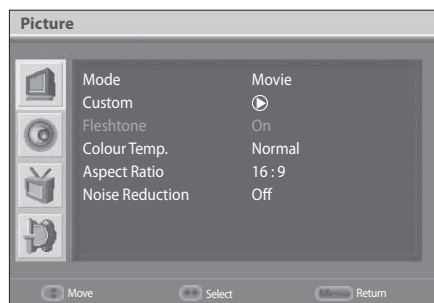 Picture
Mode Movie
Custom
Fleshtone On
Colour Temp. Normal
Aspect Ratio 16 : 9
Noise Reduction Off
Move Select Menu Return